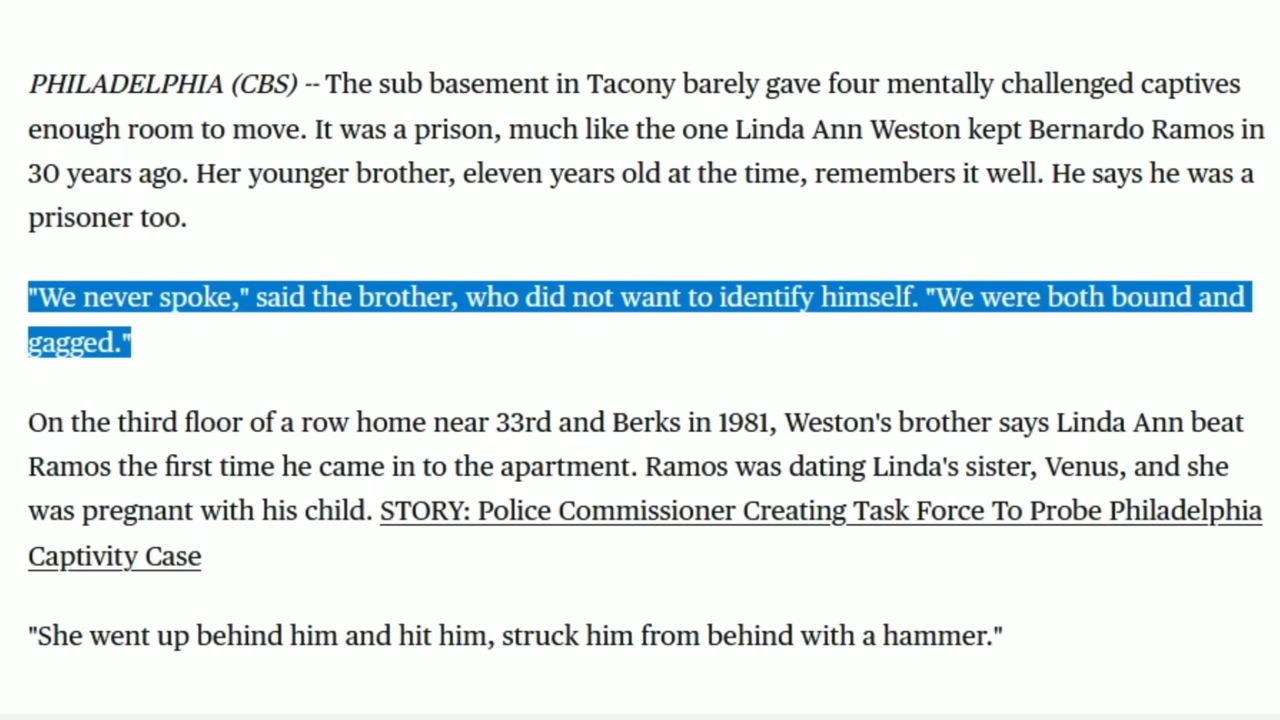 PHILADELPHIA (CBS) -- The sub basement in Tacony barely gave four mentally challenged captives
enough room to move. It was a prison, much like the one Linda Ann Weston kept Bernardo Ramos in
30 years ago. Her younger brother, eleven years old at the time, remembers it well. He says he was a
prisoner too.
"We never spoke," said the brother, who did not want to identify himself. "We were both bound and
gagged."
On the third floor of a row home near 33rd and Berks in 1981, Weston's brother says Linda Ann beat
Ramos the first time he came in to the apartment. Ramos was dating Linda's sister, Venus, and she
was pregnant with his child. STORY: Police Commissioner Creating Task Force To Probe Philadelphia
Captivity Case
"She went up behind him and hit him, struck him from behind with a hammer."